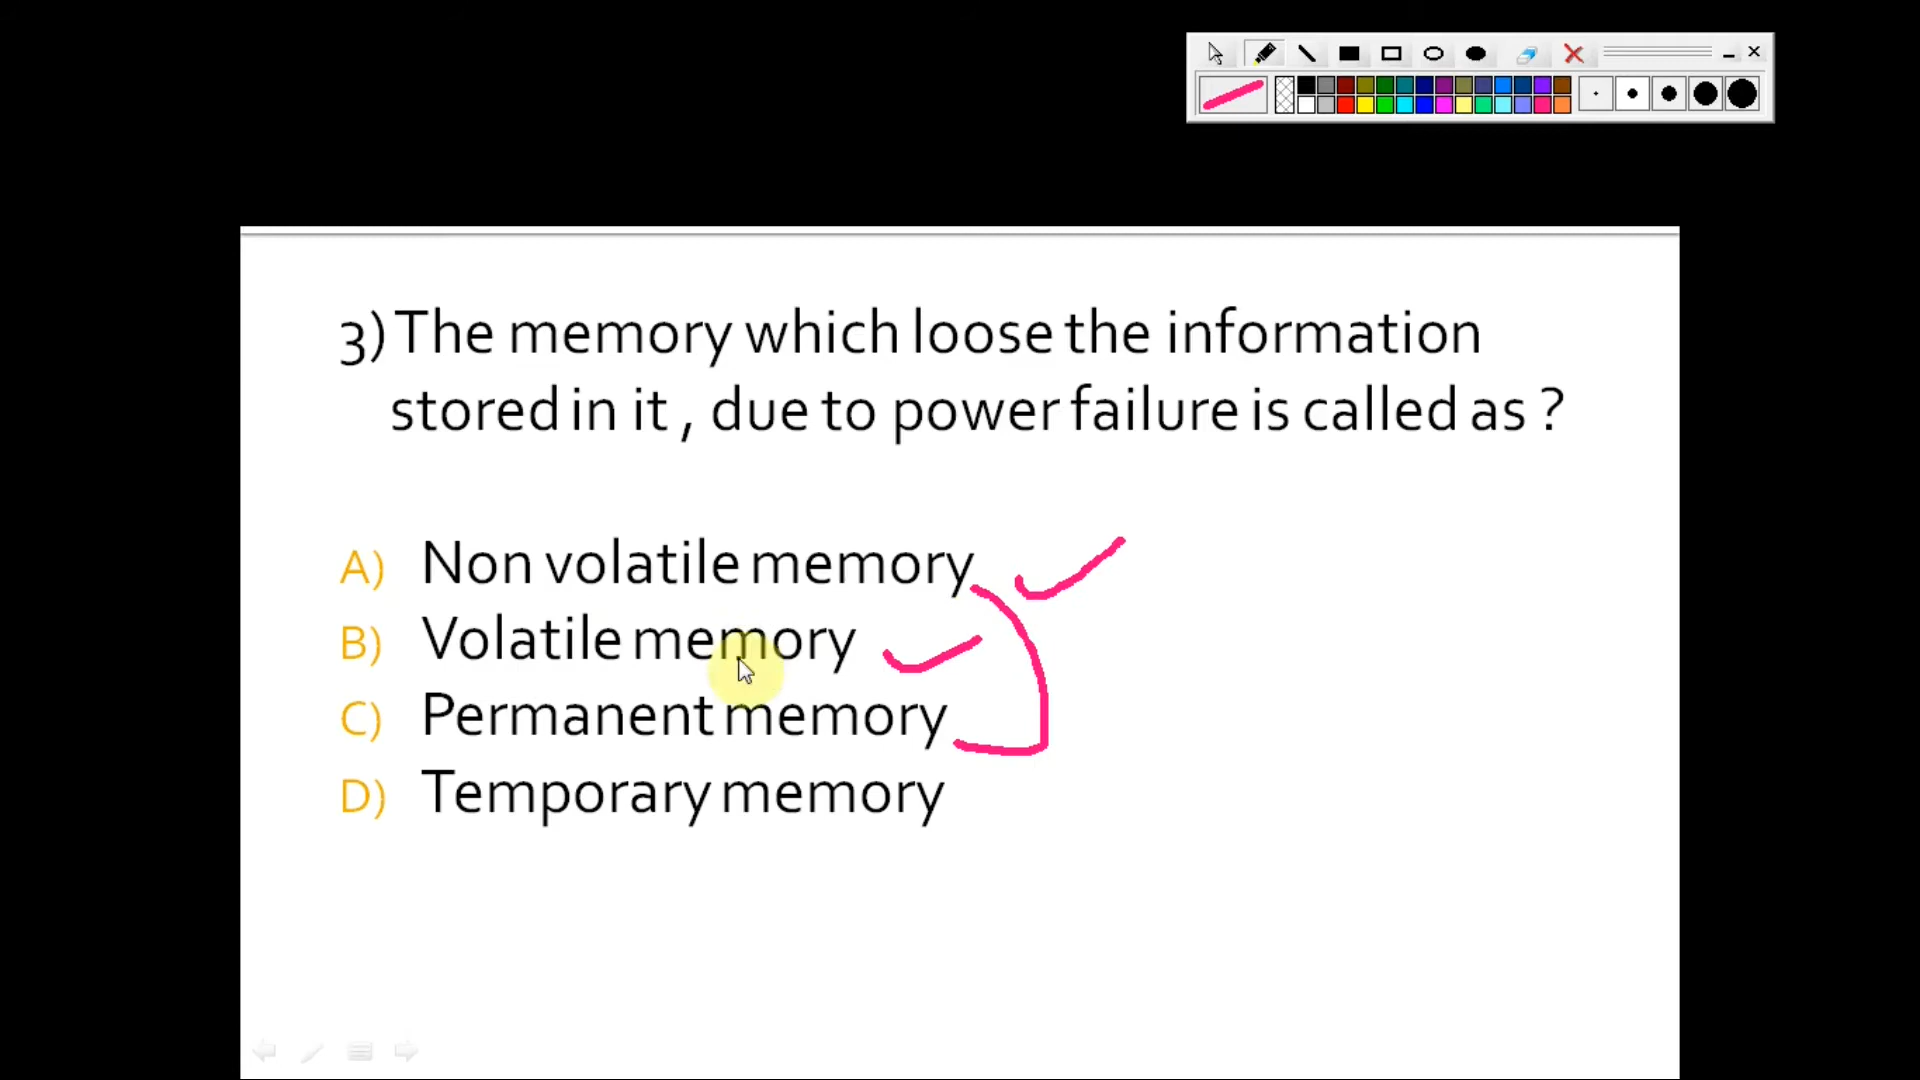 3) The memory which loose the information
stored in it , due to power failure is called as ?
A) Non volatile memory
B) Volatile memory
C) Permanent memory
D) Temporary memory